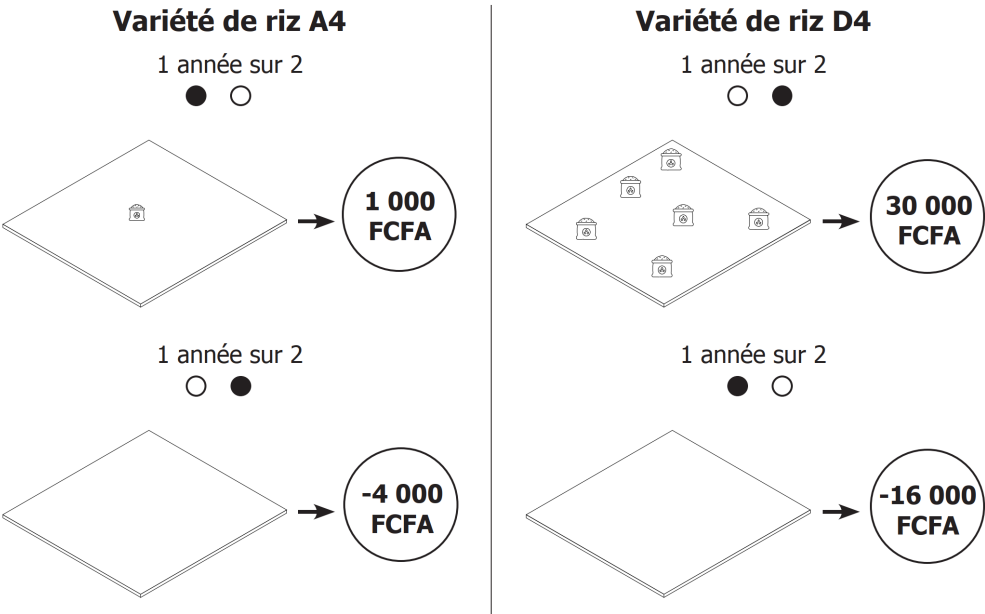 Variété de riz A4
1 année sur 2
1 000
FCFA
1 année sur 2
-4 000
FCFA
Variété de riz D4
1 année sur 2
30 000
FCFA
1 année sur 2
-16 000
FCFA